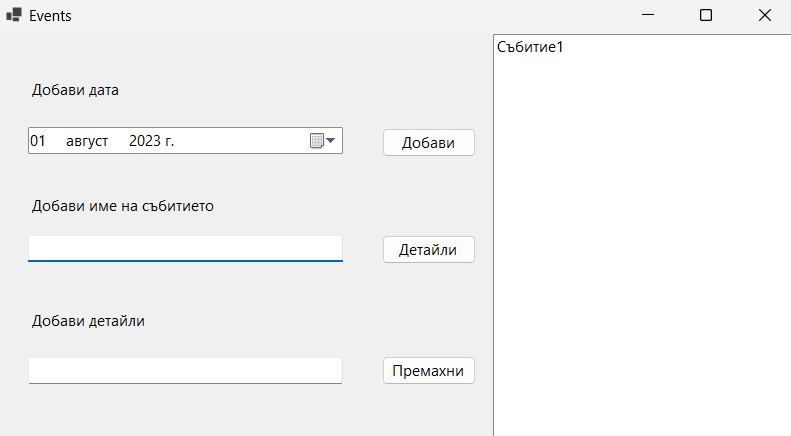 Events
Събитие1
Добави дата
01 август 2023 г.
Добави
Добави име на събитието
Детайли
Добави детайли
Премахни